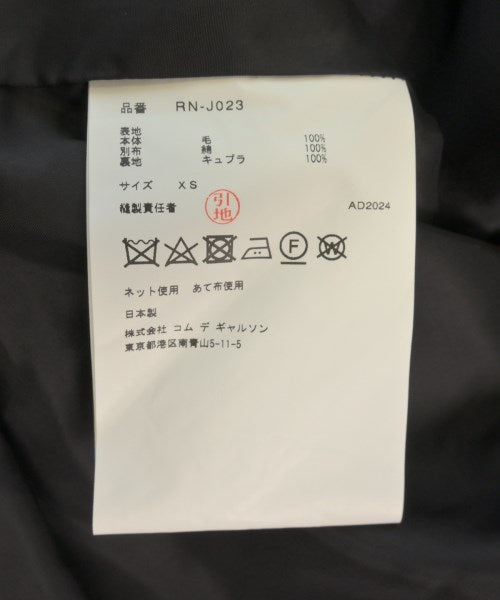 品番 RN-J023
表地
本体 毛 100%
別布 綿 100%
裏地 キュプラ 100%
サイズ XS
縫製責任者 引地 AD2024
F W
ネット使用 あて布使用
日本製
株式会社 コム デ ギャルソン
東京都港区南青山5-11-5